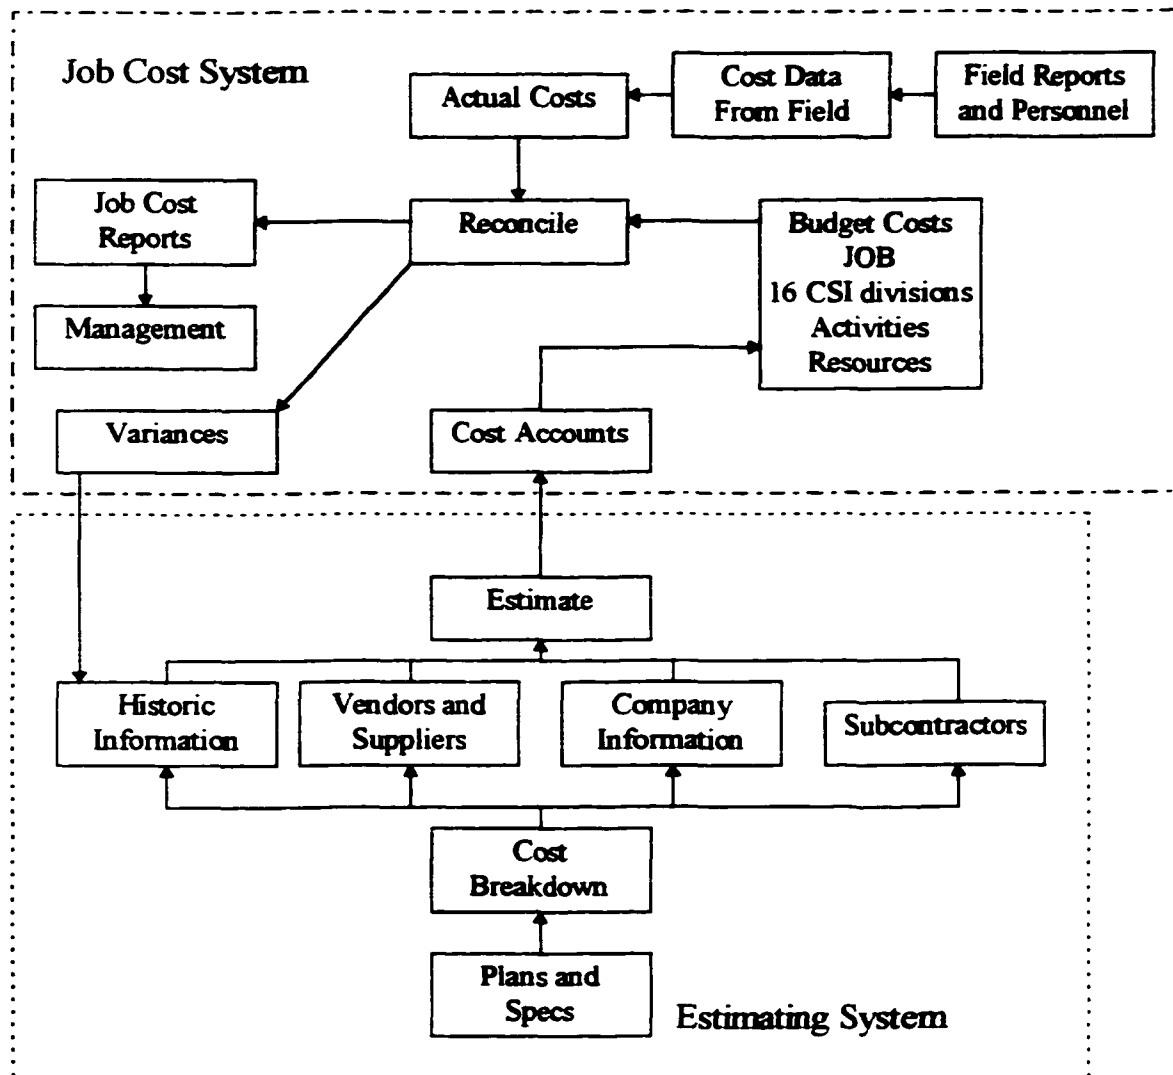 Job Cost System
Actual Costs
Cost Data
From Field
Field Reports
and Personnel
Job Cost
Reports
Reconcile
Budget Costs
JOB
16 CSI divisions
Activities
Resources
Management
Variances
Cost Accounts
Estimate
Historic
Information
Vendors and
Suppliers
Company
Information
Subcontractors
Cost
Breakdown
Plans and
Specs
Estimating System